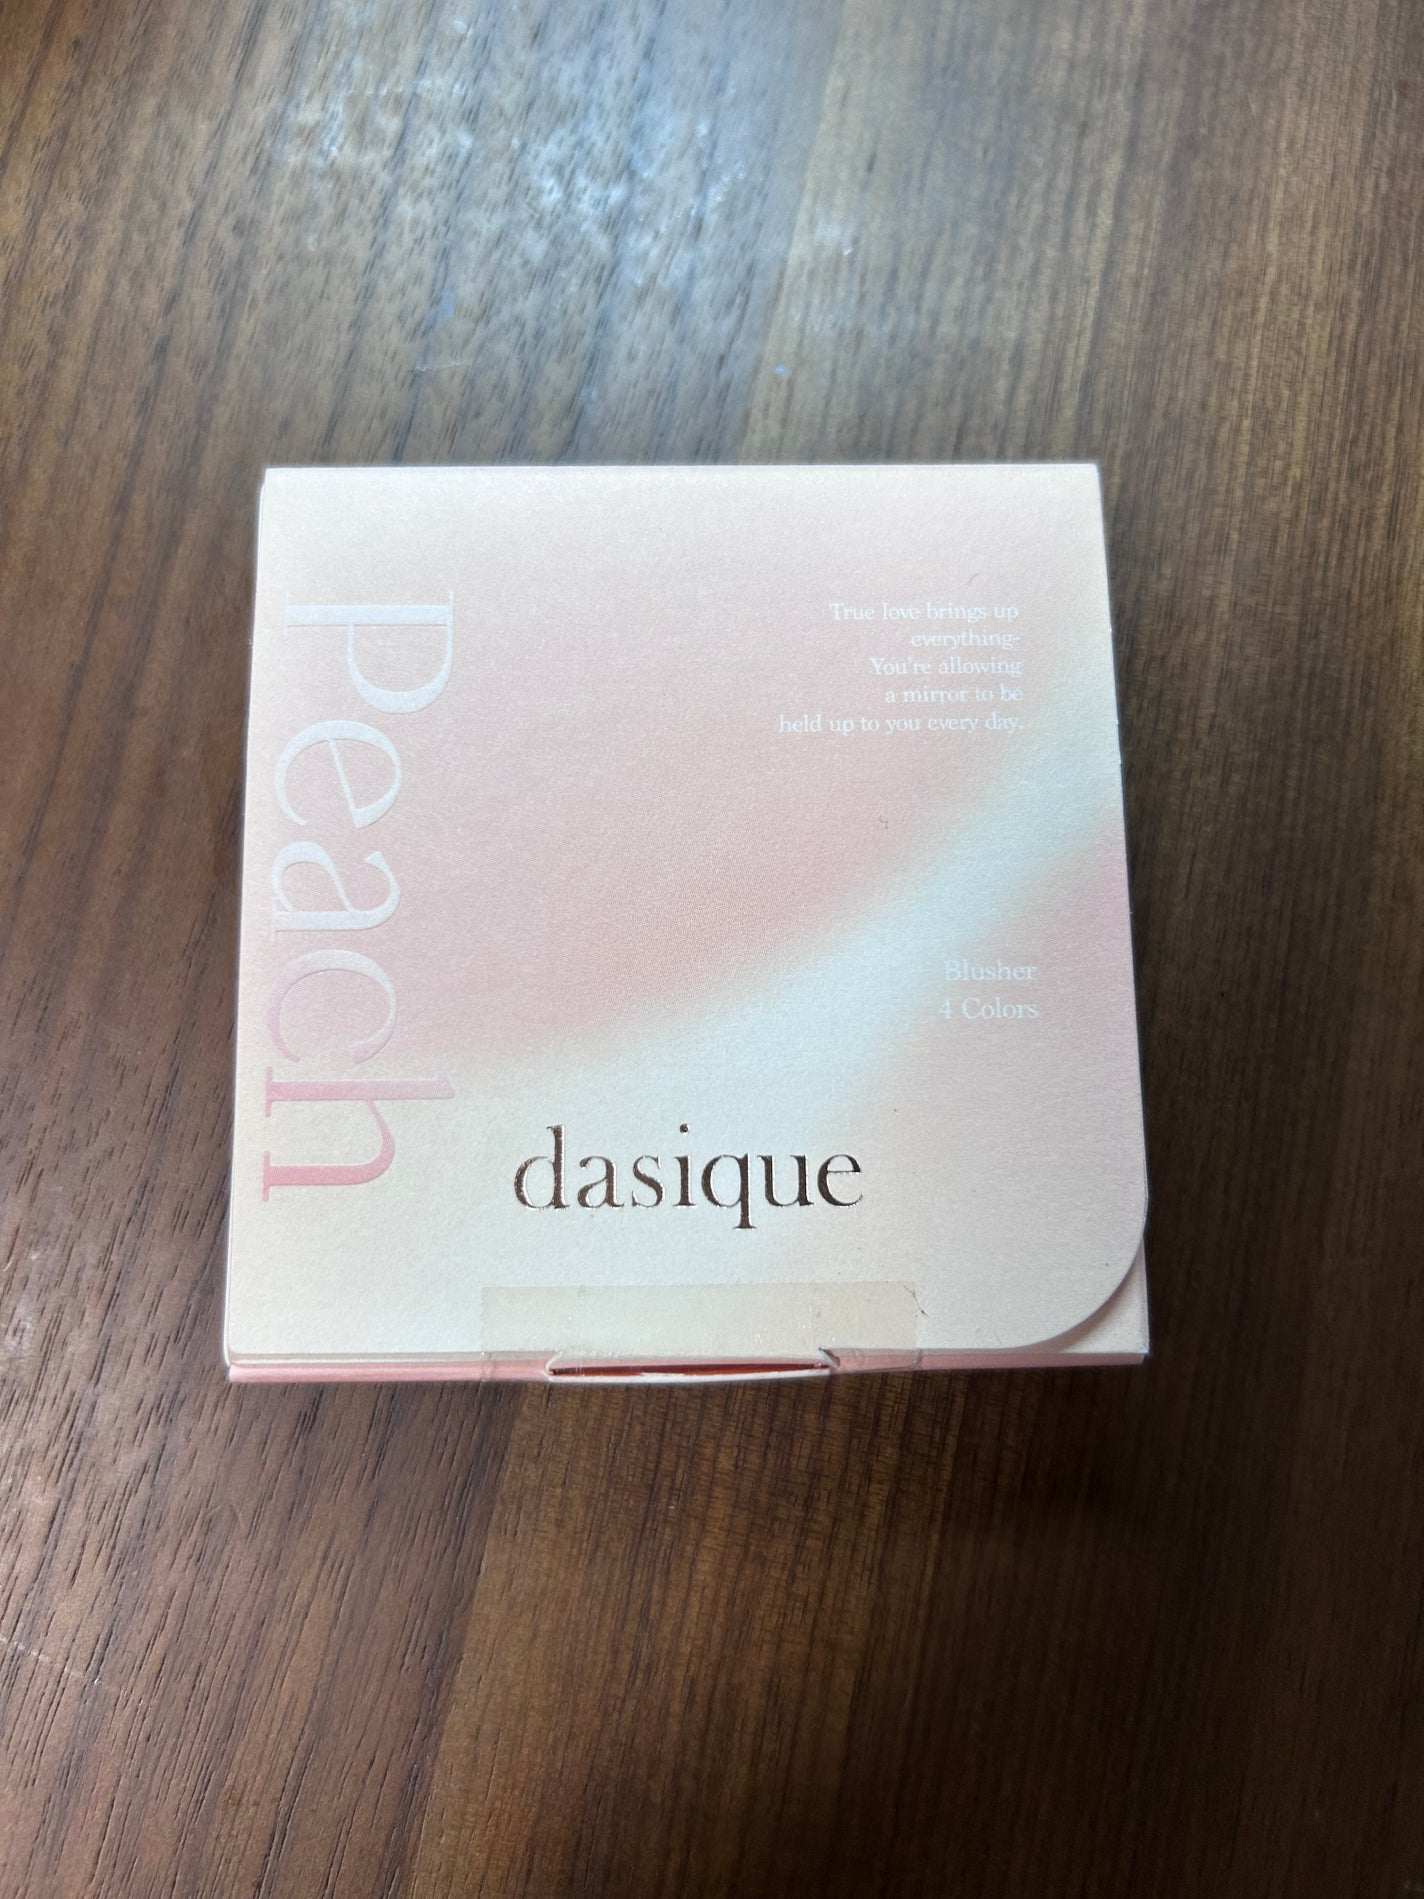 Peach
True love brings up
everything-
You're allowing
a mirror to be
held up to you every day.
Blusher
4 Colors
dasique